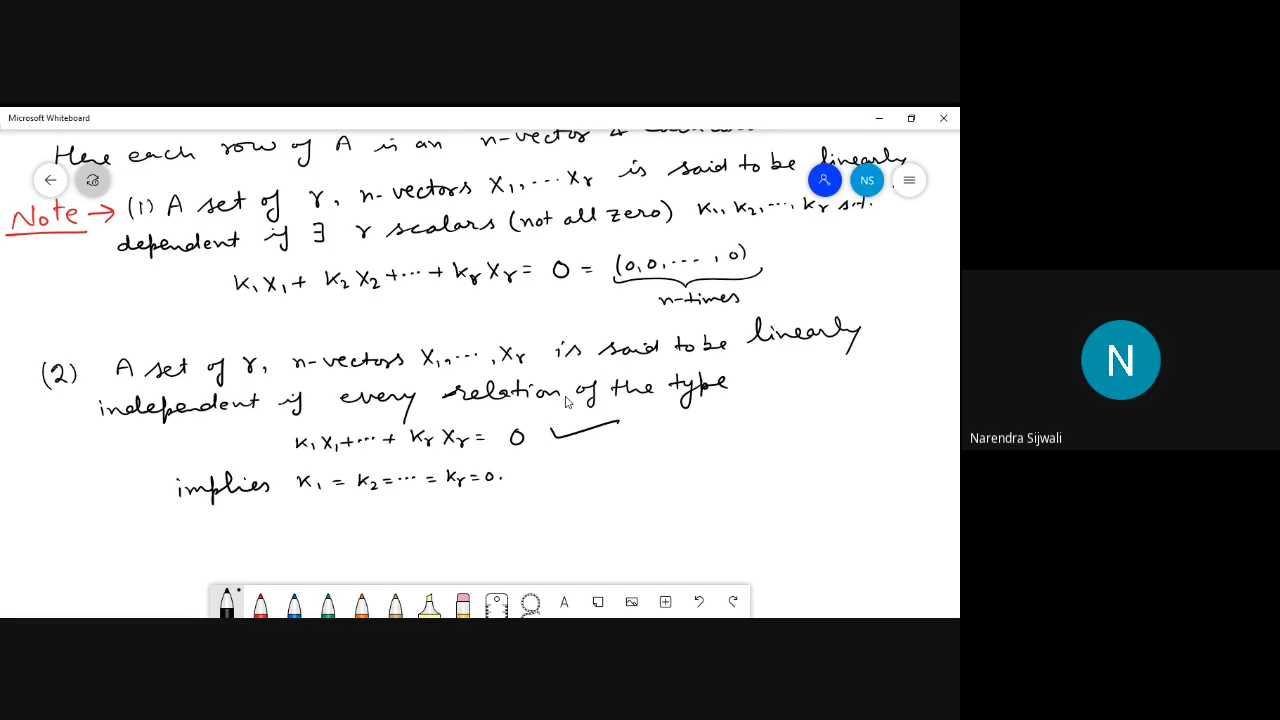 Microsoft Whiteboard
Here each row of A is an n-vector &
Note → (1) A set of r, n-vectors X₁, ... Xᵣ is said to be linearly
dependent if ∃ r scalars (not all zero) K₁, K₂, ..., Kᵣ s.t.
K₁X₁ + K₂X₂ + ... + KᵣXᵣ = 0 = (0, 0, ..., 0)
n-times
(2) A set of r, n-vectors X₁, ..., Xᵣ is said to be linearly
independent if every relation of the type
K₁X₁ + ... + KᵣXᵣ = 0
implies K₁ = K₂ = ... = Kᵣ = 0.
NS
N
Narendra Sijwali
A